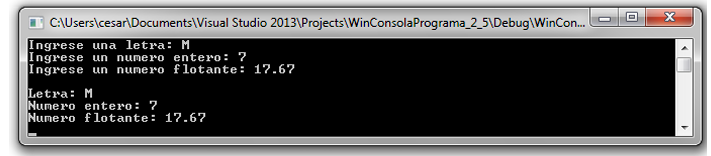 C:\Users\cesar\Documents\Visual Studio 2013\Projects\WinConsolaPrograma_2_5\Debug\WinCon...
Ingrese una letra: M
Ingrese un numero entero: 7
Ingrese un numero flotante: 17.67
Letra: M
Numero entero: 7
Numero flotante: 17.67